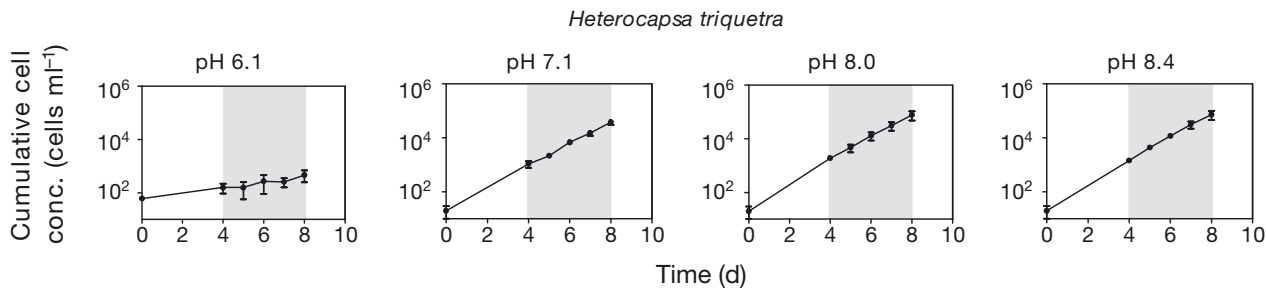 Heterocapsa triquetra
pH 6.1 pH 7.1 pH 8.0 pH 8.4
Cumulative cell
conc. (cells ml⁻¹)
10⁶ 10⁶ 10⁶ 10⁶
10⁴ 10⁴ 10⁴ 10⁴
10² 10² 10² 10²
0 2 4 6 8 10 0 2 4 6 8 10 0 2 4 6 8 10 0 2 4 6 8 10
Time (d)